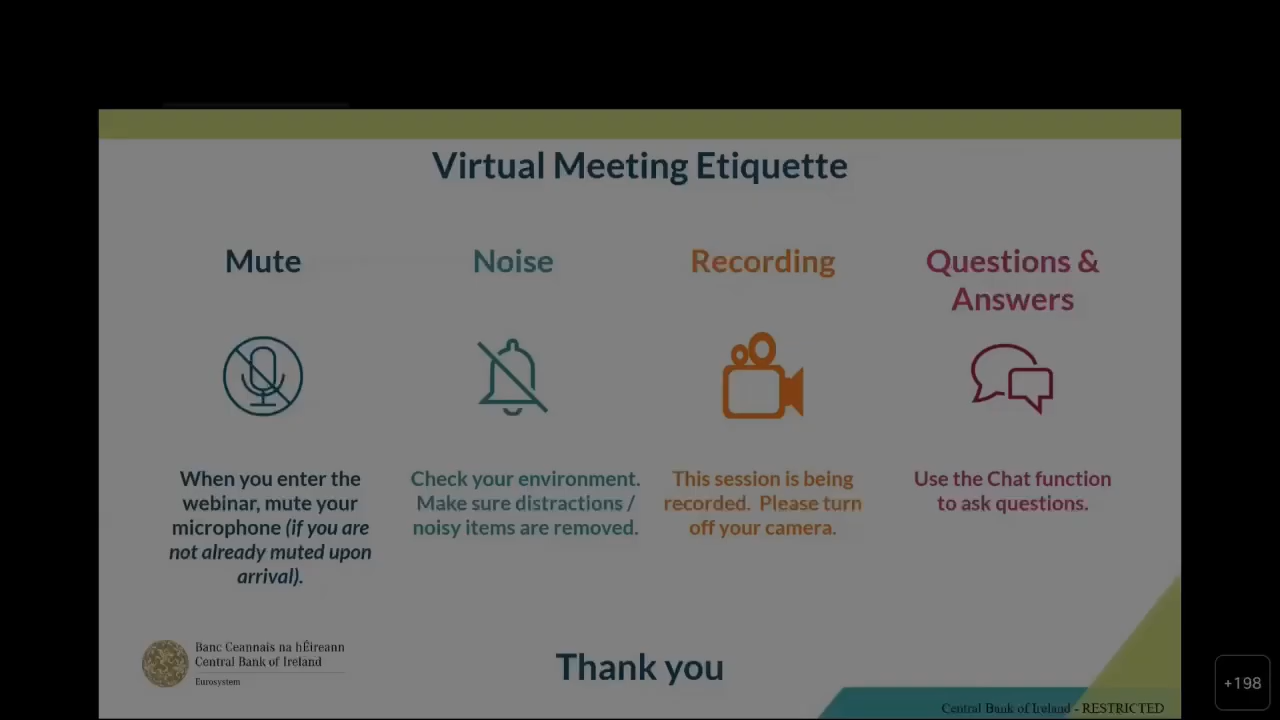 Virtual Meeting Etiquette
Mute
Noise
Recording
Questions &
Answers
When you enter the
webinar, mute your
microphone (if you are
not already muted upon
arrival).
Check your environment.
Make sure distractions /
noisy items are removed.
This session is being
recorded. Please turn
off your camera.
Use the Chat function
to ask questions.
Banc Ceannais na hÉireann
Central Bank of Ireland
Eurosystem
Thank you
+198
Central Bank of Ireland - RESTRICTED